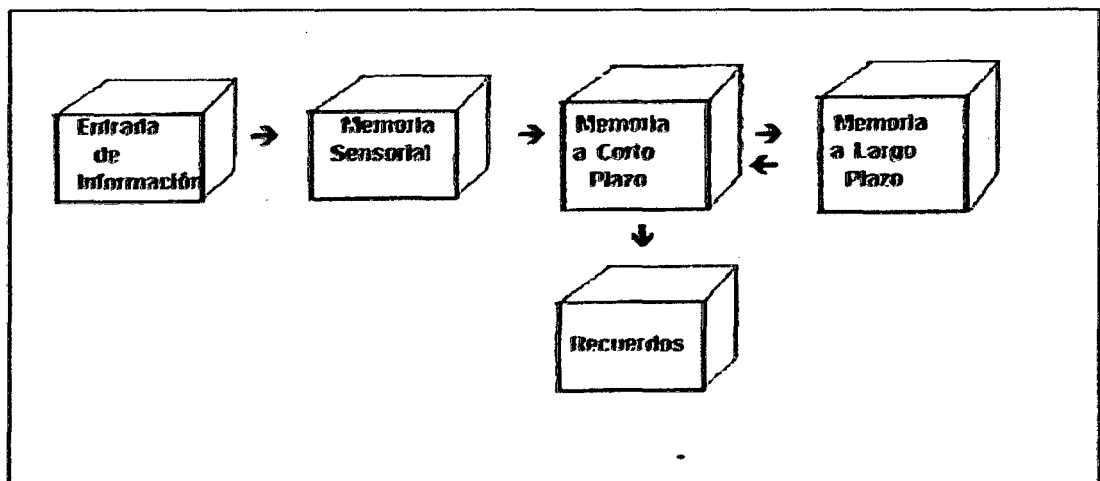 Entrada
de
Información
Memoria
Sensorial
Memoria
a Corto
Plazo
Memoria
a Largo
Plazo
Recuerdos